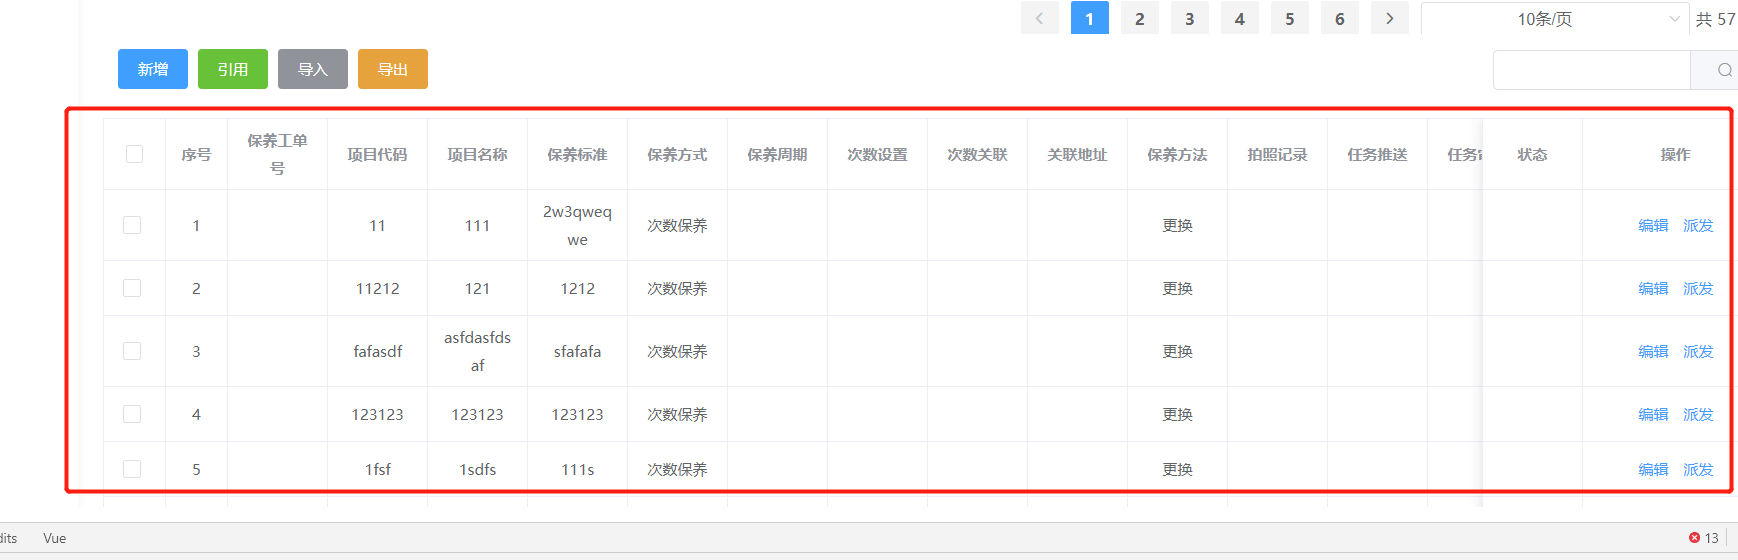 1 2 3 4 5 6 10条/页 共 57
新增 引用 导入 导出
序号 保养工单号 项目代码 项目名称 保养标准 保养方式 保养周期 次数设置 次数关联 关联地址 保养方法 拍照记录 任务推送 任务 状态 操作
1 11 111 2w3qweqwe 次数保养 更换 编辑 派发
2 11212 121 1212 次数保养 更换 编辑 派发
3 fafasdf asfdasfdsaf sfafafa 次数保养 更换 编辑 派发
4 123123 123123 123123 次数保养 更换 编辑 派发
5 1fsf 1sdfs 111s 次数保养 更换 编辑 派发
dits Vue 13